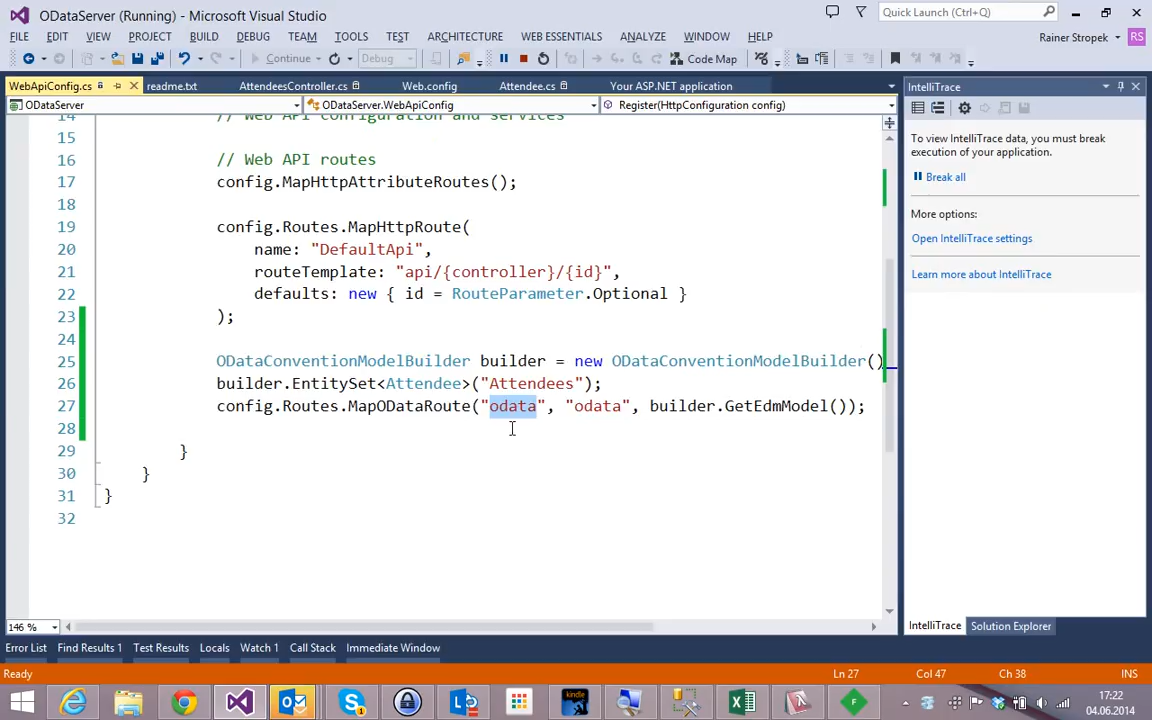 ODataServer (Running) - Microsoft Visual Studio
Quick Launch (Ctrl+Q)
FILE EDIT VIEW PROJECT BUILD DEBUG TEAM TOOLS TEST ARCHITECTURE WEB ESSENTIALS ANALYZE WINDOW HELP
Rainer Stropek RS
Continue Debug Code Map
WebApiConfig.cs readme.txt AttendeesController.cs Web.config Attendee.cs Your ASP.NET application
IntelliTrace
ODataServer ODataServer.WebApiConfig Register(HttpConfiguration config)
14 // Web API configuration and services
15
16 // Web API routes
17 config.MapHttpAttributeRoutes();
18
19 config.Routes.MapHttpRoute(
20 name: "DefaultApi",
21 routeTemplate: "api/{controller}/{id}",
22 defaults: new { id = RouteParameter.Optional }
23 );
24
25 ODataConventionModelBuilder builder = new ODataConventionModelBuilder()
26 builder.EntitySet<Attendee>("Attendees");
27 config.Routes.MapODataRoute("odata", "odata", builder.GetEdmModel());
28
29 }
30 }
31 }
32
To view IntelliTrace data, you must break
execution of your application.
Break all
More options:
Open IntelliTrace settings
Learn more about IntelliTrace
146 %
IntelliTrace Solution Explorer
Error List Find Results 1 Test Results Locals Watch 1 Call Stack Immediate Window
Ready Ln 27 Col 47 Ch 38 INS
kindle
17:22
04.06.2014